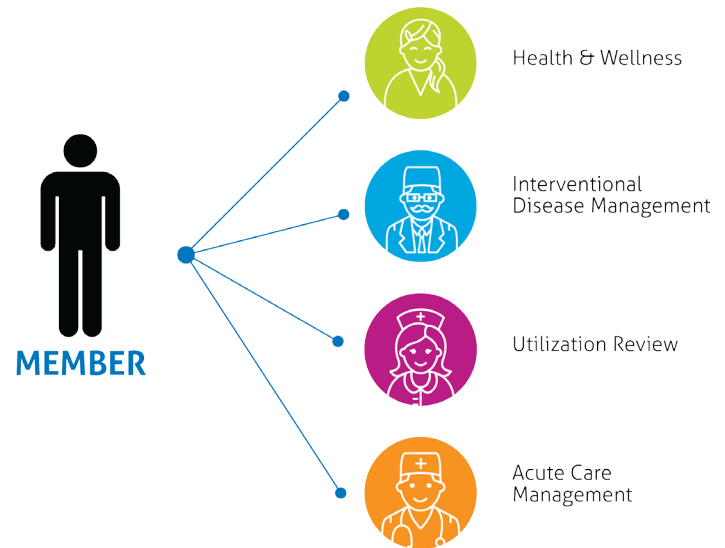 Health & Wellness
Interventional
Disease Management
MEMBER
Utilization Review
Acute Care
Management